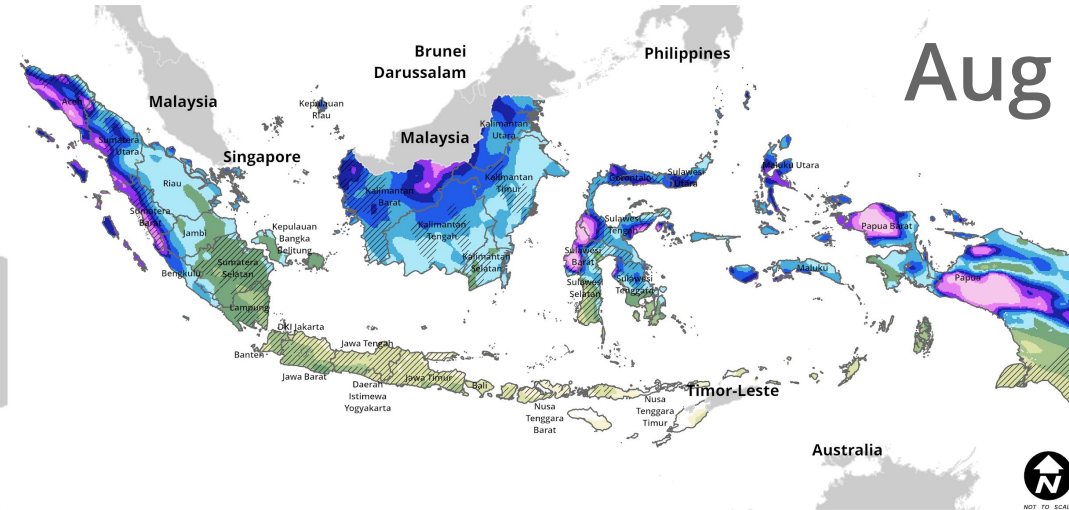 Aug
Brunei
Darussalam
Philippines
Malaysia
Kepulauan
Riau
Aceh
Kalimantan
Utara
Malaysia
Sumatera
Utara
Singapore
Maluku Utara
Riau
Gorontalo
Sulawesi
Utara
Kalimantan
Timur
Kalimantan
Barat
Sumatera
Barat
Jambi
Kepulauan
Bangka
Belitung
Kalimantan
Tengah
Sulawesi
Tengah
Papua Barat
Sulawesi
Barat
Kalimantan
Selatan
Sumatera
Selatan
Bengkulu
Maluku
Papua
Sulawesi
Selatan
Sulawesi
Tenggara
Lampung
DKI Jakarta
Banten
Jawa Tengah
Jawa Barat
Jawa Timur
Daerah
Istimewa
Yogyakarta
Bali
Nusa
Tenggara
Barat
Nusa
Tenggara
Timur
Timor-Leste
Australia
N
NOT TO SCAL